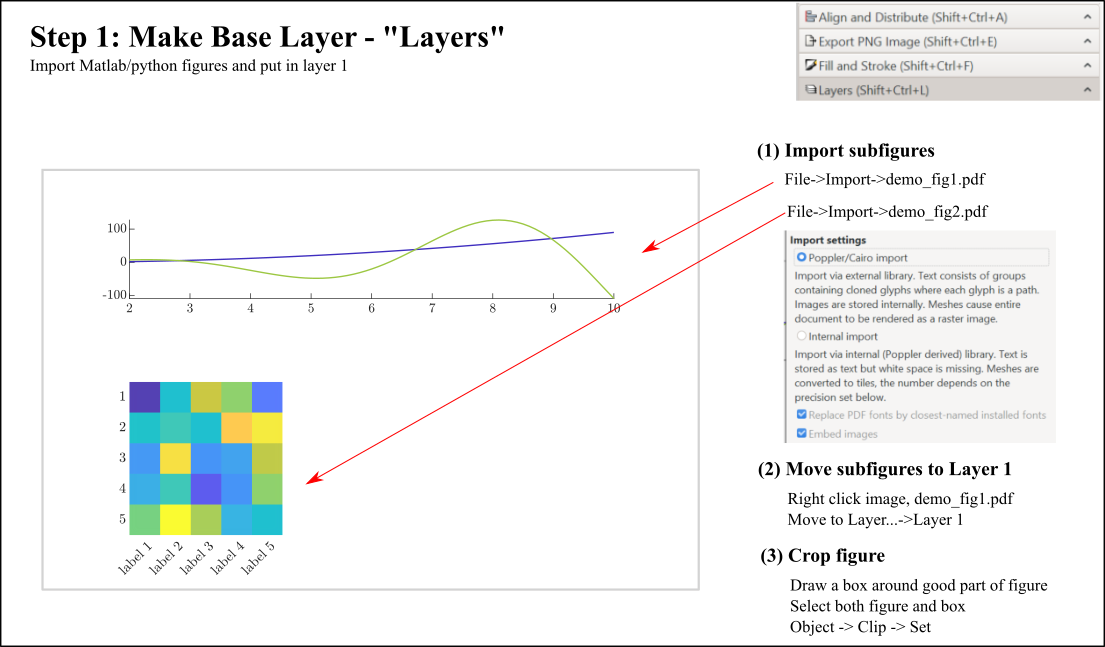 Step 1: Make Base Layer - "Layers"
Import Matlab/python figures and put in layer 1
Align and Distribute (Shift+Ctrl+A)
Export PNG Image (Shift+Ctrl+E)
Fill and Stroke (Shift+Ctrl+F)
Layers (Shift+Ctrl+L)
100
0
-100
2 3 4 5 6 7 8 9 10
1
2
3
4
5
label 1 label 2 label 3 label 4 label 5
(1) Import subfigures
File->Import->demo_fig1.pdf
File->Import->demo_fig2.pdf
Import settings
Poppler/Cairo import
Import via external library. Text consists of groups
containing cloned glyphs where each glyph is a path.
Images are stored internally. Meshes cause entire
document to be rendered as a raster image.
Internal import
Import via internal (Poppler derived) library. Text is
stored as text but white space is missing. Meshes are
converted to tiles, the number depends on the
precision set below.
Replace PDF fonts by closest-named installed fonts
Embed images
(2) Move subfigures to Layer 1
Right click image, demo_fig1.pdf
Move to Layer...->Layer 1
(3) Crop figure
Draw a box around good part of figure
Select both figure and box
Object -> Clip -> Set